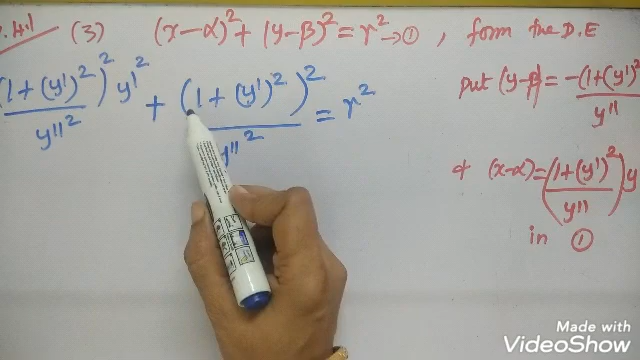 (3) (x-α)² + (y-β)² = r² → ①, form the D.E
(1+(y')²)² y'² / y''² + (1+(y')²)² / y''² = r²
put (y-β) = -(1+(y')²) / y''
& (x-α) = (1+(y')²) y / y''
in ①
Made with
VideoShow